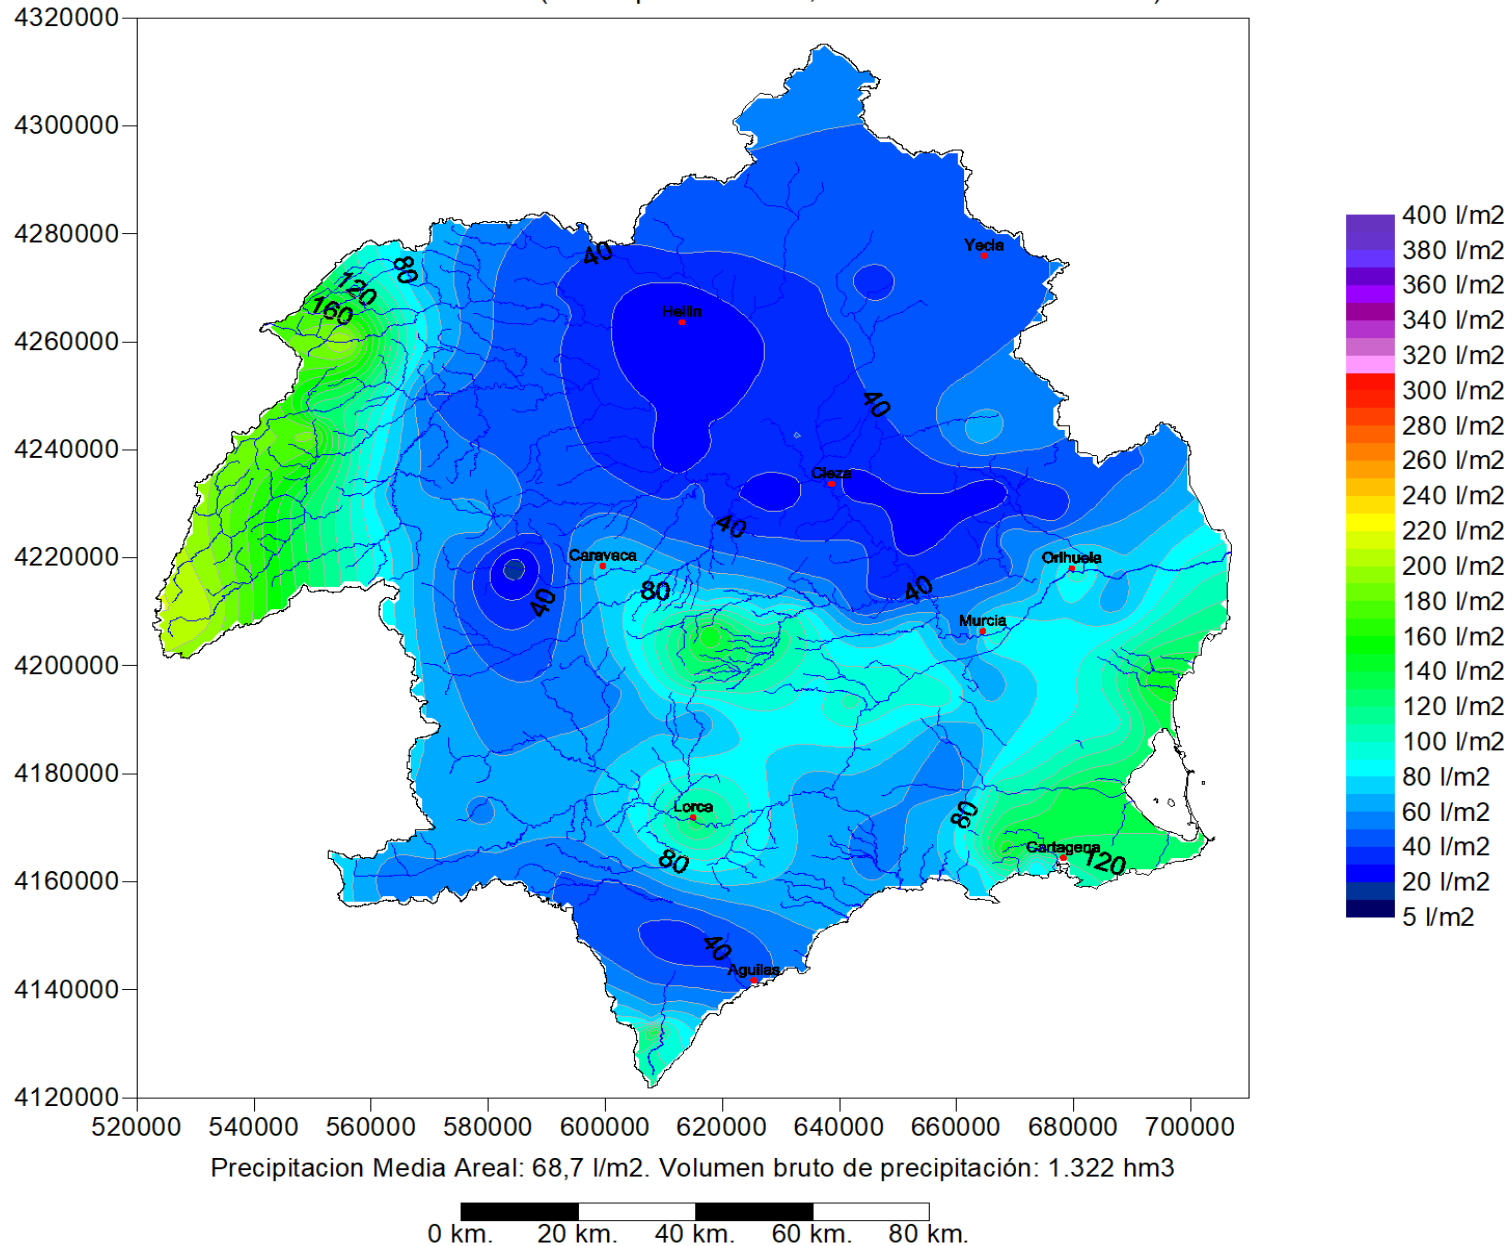 4320000
4300000
4280000
4260000
4240000
4220000
4200000
4180000
4160000
4140000
4120000
520000 540000 560000 580000 600000 620000 640000 660000 680000 700000
Yecla
40
80
120
160
Hellin
40
Cieza
40
Caravaca
Orihuela
80
40
40
Murcia
Lorca
80
80
Cartagena
120
40
Aguilas
400 l/m2
380 l/m2
360 l/m2
340 l/m2
320 l/m2
300 l/m2
280 l/m2
260 l/m2
240 l/m2
220 l/m2
200 l/m2
180 l/m2
160 l/m2
140 l/m2
120 l/m2
100 l/m2
80 l/m2
60 l/m2
40 l/m2
20 l/m2
5 l/m2
Precipitacion Media Areal: 68,7 l/m2. Volumen bruto de precipitación: 1.322 hm3
0 km. 20 km. 40 km. 60 km. 80 km.